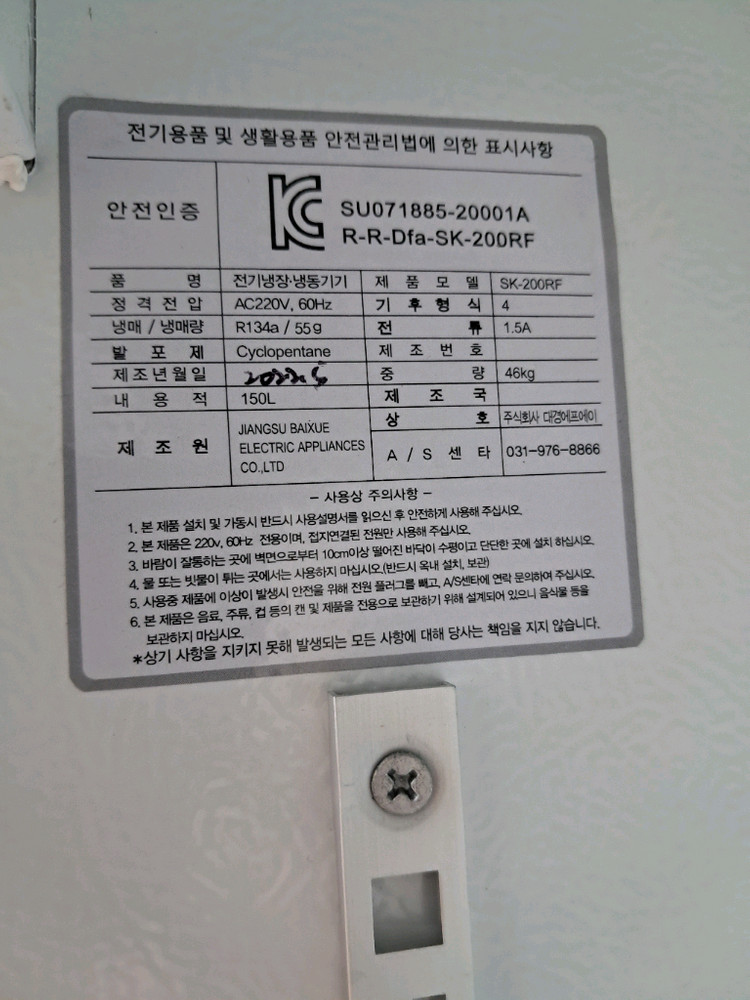 전기용품 및 생활용품 안전관리법에 의한 표시사항
안전인증
KC SU071885-20001A
R-R-Dfa-SK-200RF
품 명 전기냉장·냉동기기 제 품 모 델 SK-200RF
정격전압 AC220V, 60Hz 기후형식 4
냉매 / 냉매량 R134a / 55g 전 류 1.5A
발 포 제 Cyclopentane 제 조 번 호
제조년월일 2022.5 중 량 46kg
내 용 적 150L 제 조 국
제 조 원 JIANGSU BAIXUE
ELECTRIC APPLIANCES
CO.,LTD
상 호 주식회사 대경에프에이
A / S 센 타 031-976-8866
– 사용상 주의사항 –
1. 본 제품 설치 및 가동시 반드시 사용설명서를 읽으신 후 안전하게 사용해 주십시오.
2. 본 제품은 220v, 60Hz 전용이며, 접지연결된 전원만 사용해 주십시오.
3. 바람이 잘통하는 곳에 벽면으로부터 10cm이상 떨어진 바닥이 수평이고 단단한 곳에 설치 하십시오.
4. 물 또는 빗물이 튀는 곳에서는 사용하지 마십시오.(반드시 옥내 설치, 보관)
5. 사용중 제품에 이상이 발생시 안전을 위해 전원 플러그를 빼고, A/S센타에 연락 문의하여 주십시오.
6. 본 제품은 음료, 주류, 컵 등의 캔 및 제품을 전용으로 보관하기 위해 설계되어 있으니 음식물 등을
보관하지 마십시오.
*상기 사항을 지키지 못해 발생되는 모든 사항에 대해 당사는 책임을 지지 않습니다.